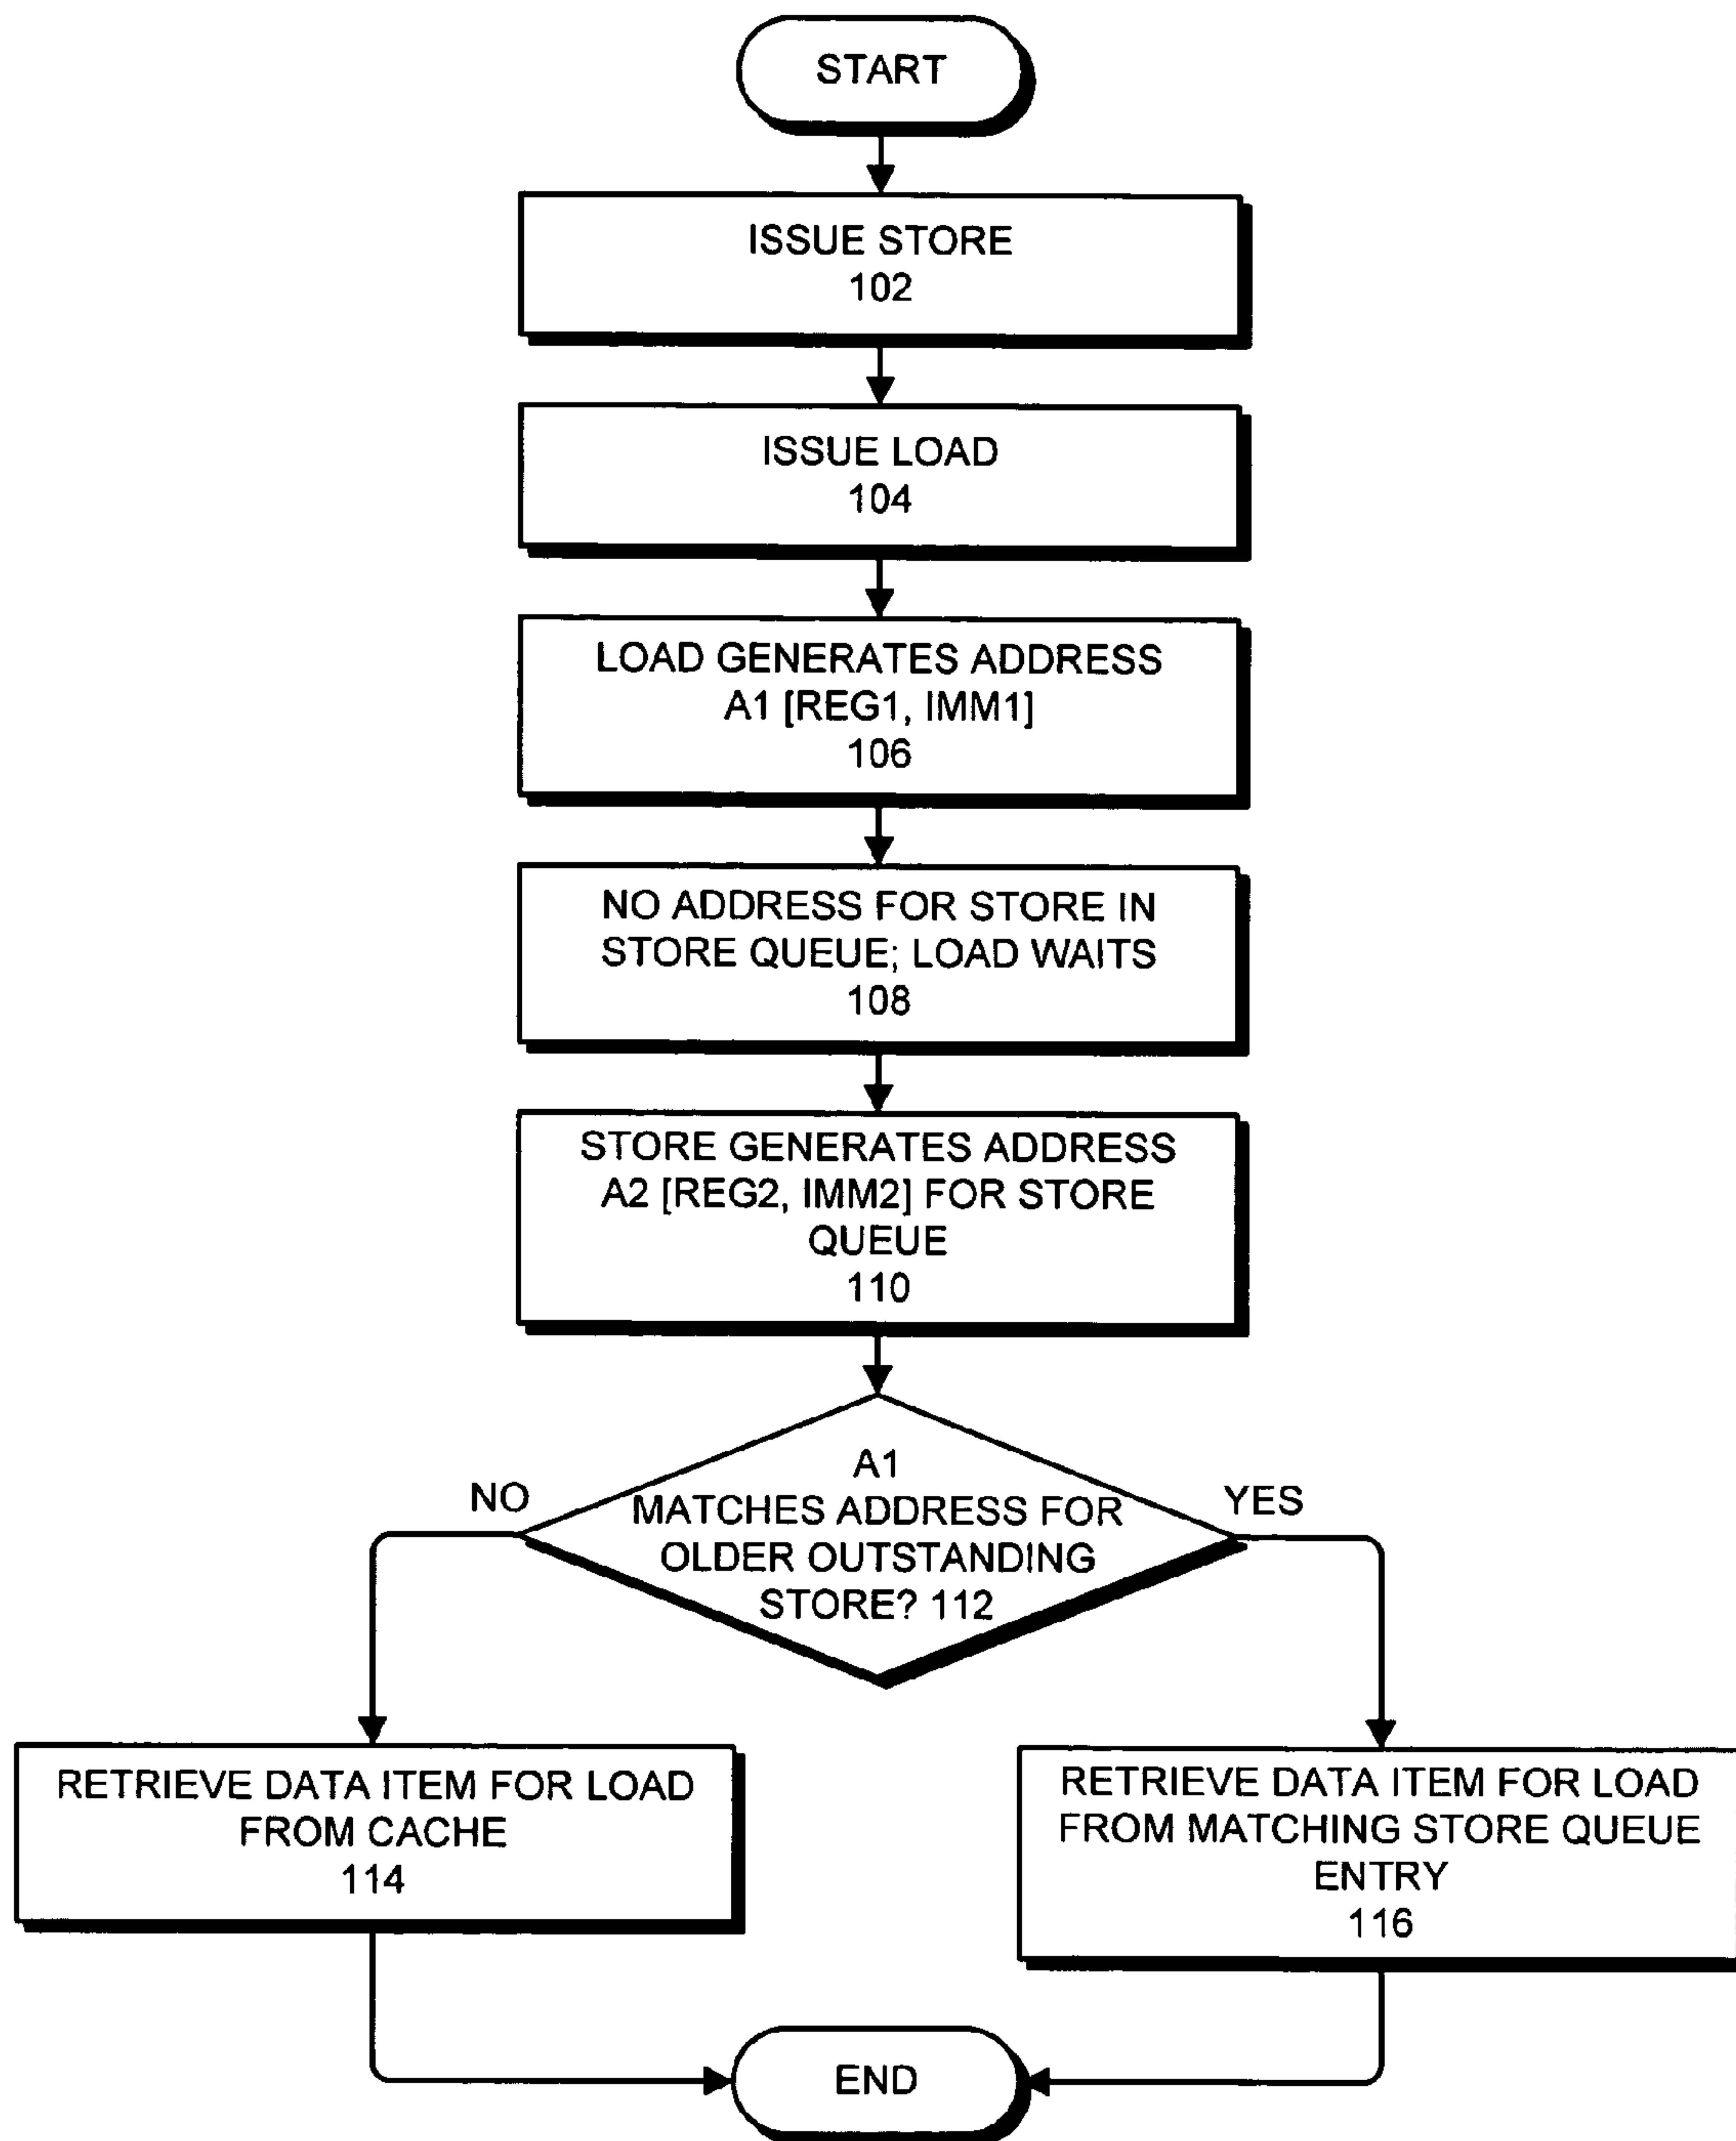 START
ISSUE STORE
102
ISSUE LOAD
104
LOAD GENERATES ADDRESS
A1 [REG1, IMM1]
106
NO ADDRESS FOR STORE IN
STORE QUEUE; LOAD WAITS
108
STORE GENERATES ADDRESS
A2 [REG2, IMM2] FOR STORE
QUEUE
110
A1
MATCHES ADDRESS FOR
OLDER OUTSTANDING
STORE? 112
NO
YES
RETRIEVE DATA ITEM FOR LOAD
FROM CACHE
114
RETRIEVE DATA ITEM FOR LOAD
FROM MATCHING STORE QUEUE
ENTRY
116
END